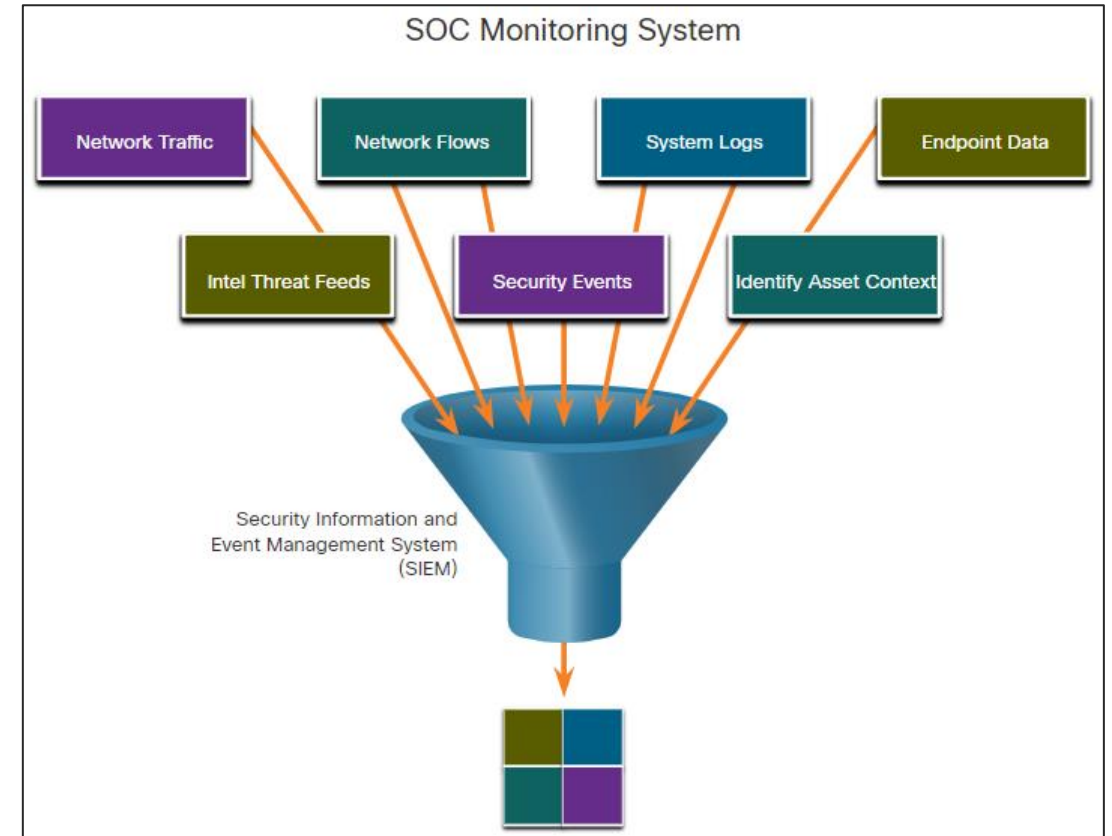 SOC Monitoring System
Network Traffic
Network Flows
System Logs
Endpoint Data
Intel Threat Feeds
Security Events
Identify Asset Context
Security Information and
Event Management System
(SIEM)